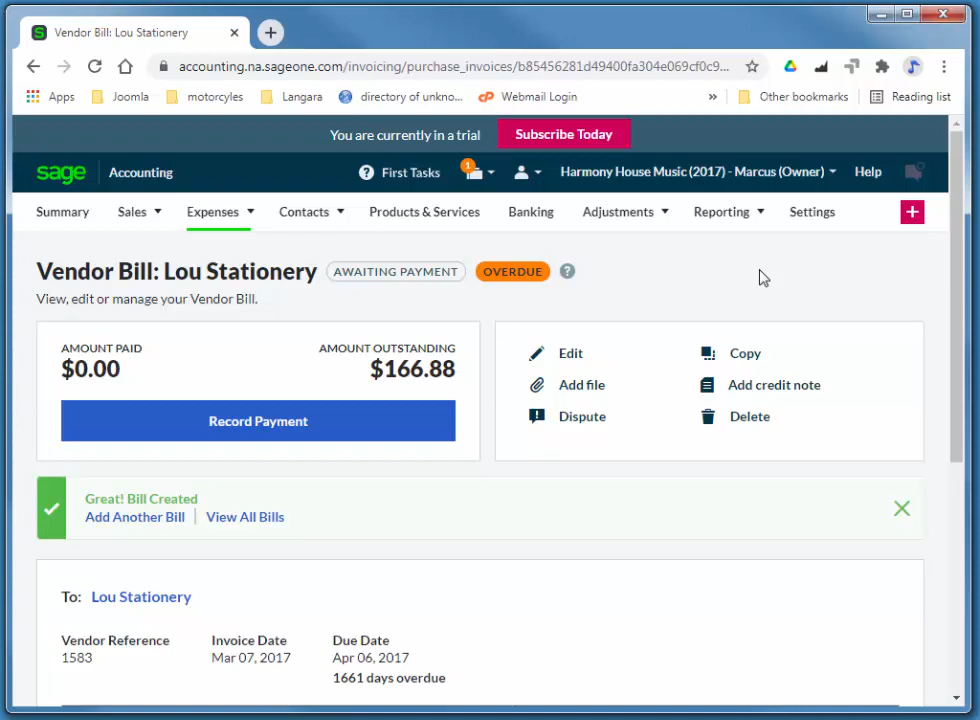 Vendor Bill: Lou Stationery
accounting.na.sageone.com/invoicing/purchase_invoices/b85456281d49400fa304e069cf0c9...
Apps Joomla motorcyles Langara directory of unkno... Webmail Login » Other bookmarks Reading list
You are currently in a trial Subscribe Today
sage Accounting First Tasks 1 Harmony House Music (2017) - Marcus (Owner) Help
Summary Sales Expenses Contacts Products & Services Banking Adjustments Reporting Settings
Vendor Bill: Lou Stationery AWAITING PAYMENT OVERDUE
View, edit or manage your Vendor Bill.
AMOUNT PAID AMOUNT OUTSTANDING
$0.00 $166.88
Record Payment
Edit Copy
Add file Add credit note
Dispute Delete
Great! Bill Created
Add Another Bill View All Bills
To: Lou Stationery
Vendor Reference Invoice Date Due Date
1583 Mar 07, 2017 Apr 06, 2017
1661 days overdue